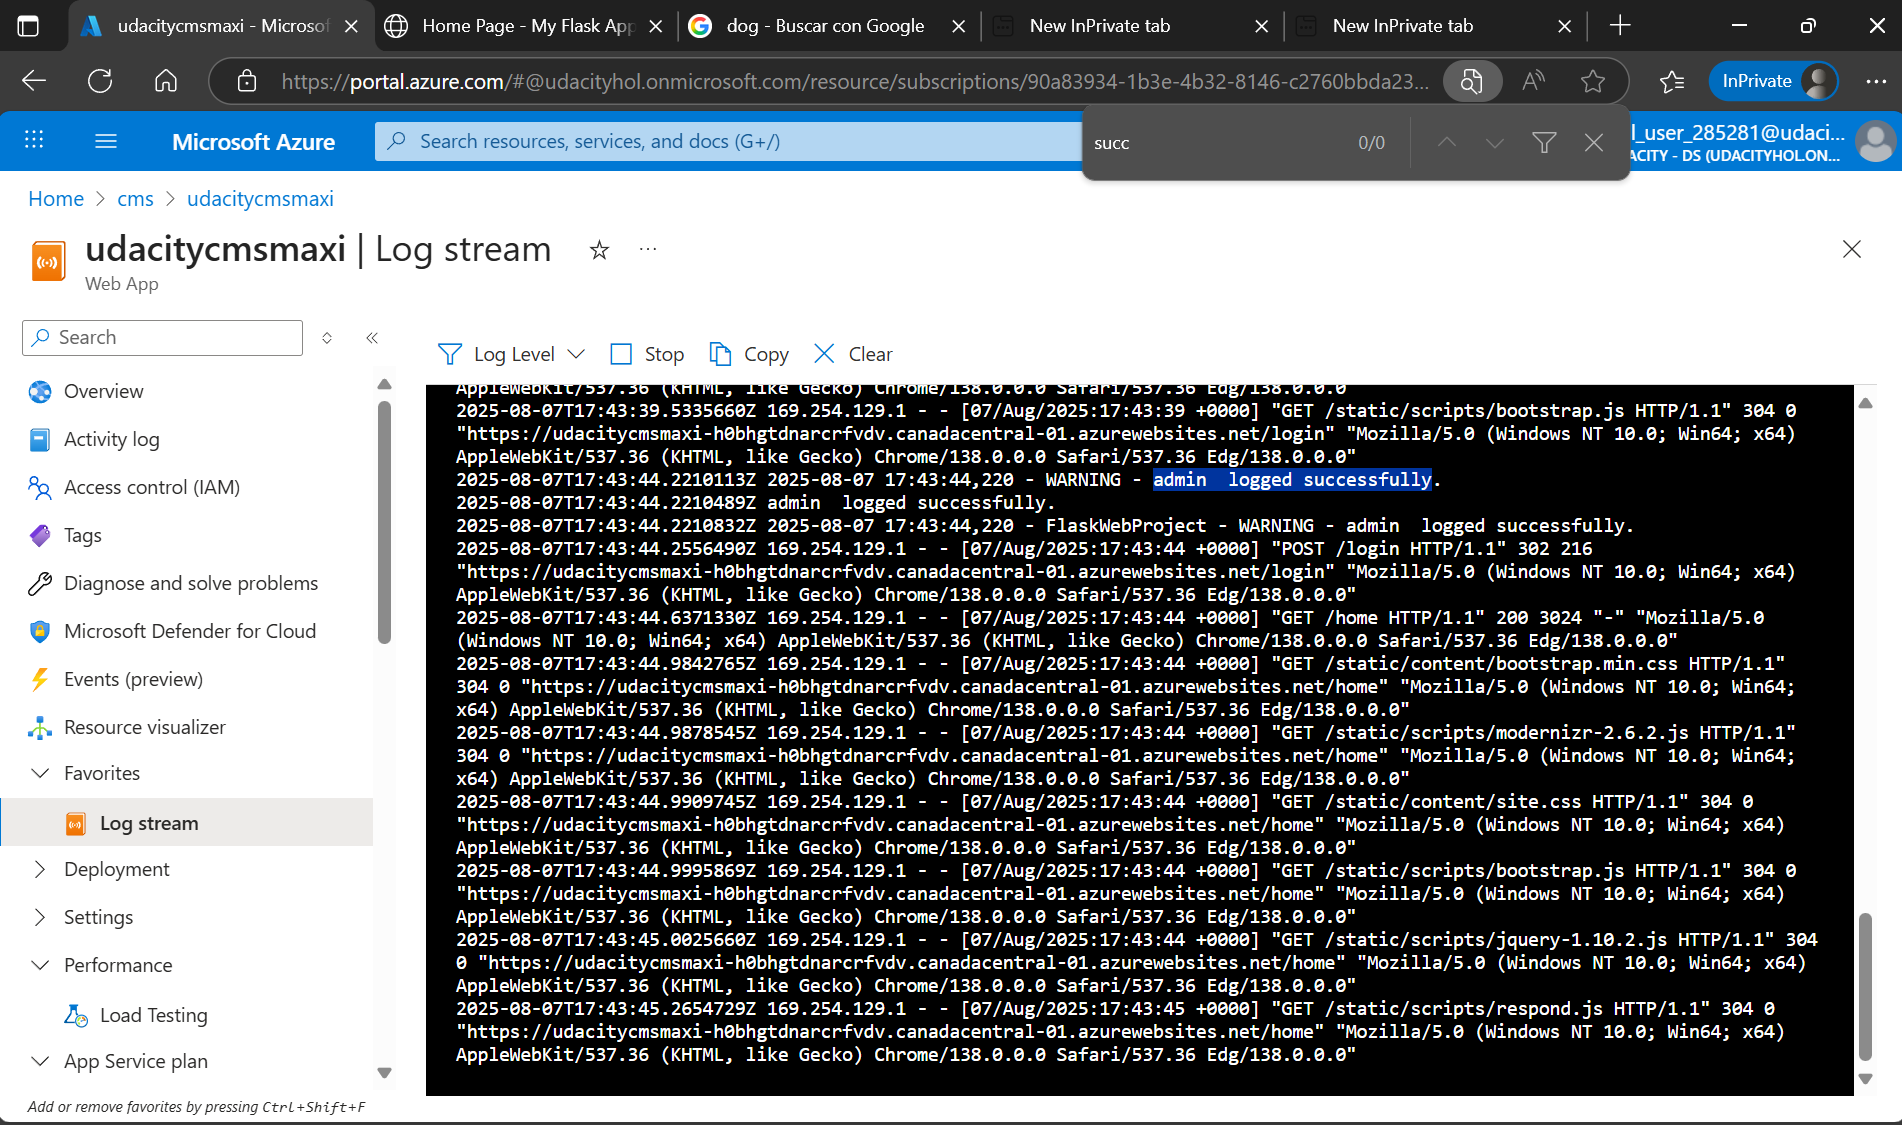 udacitycmsmaxi - Microsof
Home Page - My Flask App
dog - Buscar con Google
New InPrivate tab
New InPrivate tab
https://portal.azure.com/#@udacityhol.onmicrosoft.com/resource/subscriptions/90a83934-1b3e-4b32-8146-c2760bbda23...
InPrivate
Microsoft Azure
Search resources, services, and docs (G+/)
succ
0/0
l_user_285281@udaci...
ACITY - DS (UDACITYHOL.ON...
Home > cms > udacitycmsmaxi
udacitycmsmaxi | Log stream
Web App
Search
Overview
Activity log
Access control (IAM)
Tags
Diagnose and solve problems
Microsoft Defender for Cloud
Events (preview)
Resource visualizer
Favorites
Log stream
Deployment
Settings
Performance
Load Testing
App Service plan
Add or remove favorites by pressing Ctrl+Shift+F
Log Level
Stop
Copy
Clear
AppleWebKit/537.36 (KHTML, like Gecko) Chrome/138.0.0.0 Safari/537.36 Edg/138.0.0.0
2025-08-07T17:43:39.5335660Z 169.254.129.1 - - [07/Aug/2025:17:43:39 +0000] "GET /static/scripts/bootstrap.js HTTP/1.1" 304 0
"https://udacitycmsmaxi-h0bhgtdnarcrfvdv.canadacentral-01.azurewebsites.net/login" "Mozilla/5.0 (Windows NT 10.0; Win64; x64)
AppleWebKit/537.36 (KHTML, like Gecko) Chrome/138.0.0.0 Safari/537.36 Edg/138.0.0.0"
2025-08-07T17:43:44.2210113Z 2025-08-07 17:43:44,220 - WARNING - admin  logged successfully.
2025-08-07T17:43:44.2210489Z admin  logged successfully.
2025-08-07T17:43:44.2210832Z 2025-08-07 17:43:44,220 - FlaskWebProject - WARNING - admin  logged successfully.
2025-08-07T17:43:44.2556490Z 169.254.129.1 - - [07/Aug/2025:17:43:44 +0000] "POST /login HTTP/1.1" 302 216
"https://udacitycmsmaxi-h0bhgtdnarcrfvdv.canadacentral-01.azurewebsites.net/login" "Mozilla/5.0 (Windows NT 10.0; Win64; x64)
AppleWebKit/537.36 (KHTML, like Gecko) Chrome/138.0.0.0 Safari/537.36 Edg/138.0.0.0"
2025-08-07T17:43:44.6371330Z 169.254.129.1 - - [07/Aug/2025:17:43:44 +0000] "GET /home HTTP/1.1" 200 3024 "-" "Mozilla/5.0
(Windows NT 10.0; Win64; x64) AppleWebKit/537.36 (KHTML, like Gecko) Chrome/138.0.0.0 Safari/537.36 Edg/138.0.0.0"
2025-08-07T17:43:44.9842765Z 169.254.129.1 - - [07/Aug/2025:17:43:44 +0000] "GET /static/content/bootstrap.min.css HTTP/1.1"
304 0 "https://udacitycmsmaxi-h0bhgtdnarcrfvdv.canadacentral-01.azurewebsites.net/home" "Mozilla/5.0 (Windows NT 10.0; Win64;
x64) AppleWebKit/537.36 (KHTML, like Gecko) Chrome/138.0.0.0 Safari/537.36 Edg/138.0.0.0"
2025-08-07T17:43:44.9878545Z 169.254.129.1 - - [07/Aug/2025:17:43:44 +0000] "GET /static/scripts/modernizr-2.6.2.js HTTP/1.1"
304 0 "https://udacitycmsmaxi-h0bhgtdnarcrfvdv.canadacentral-01.azurewebsites.net/home" "Mozilla/5.0 (Windows NT 10.0; Win64;
x64) AppleWebKit/537.36 (KHTML, like Gecko) Chrome/138.0.0.0 Safari/537.36 Edg/138.0.0.0"
2025-08-07T17:43:44.9909745Z 169.254.129.1 - - [07/Aug/2025:17:43:44 +0000] "GET /static/content/site.css HTTP/1.1" 304 0
"https://udacitycmsmaxi-h0bhgtdnarcrfvdv.canadacentral-01.azurewebsites.net/home" "Mozilla/5.0 (Windows NT 10.0; Win64; x64)
AppleWebKit/537.36 (KHTML, like Gecko) Chrome/138.0.0.0 Safari/537.36 Edg/138.0.0.0"
2025-08-07T17:43:44.9995869Z 169.254.129.1 - - [07/Aug/2025:17:43:44 +0000] "GET /static/scripts/bootstrap.js HTTP/1.1" 304 0
"https://udacitycmsmaxi-h0bhgtdnarcrfvdv.canadacentral-01.azurewebsites.net/home" "Mozilla/5.0 (Windows NT 10.0; Win64; x64)
AppleWebKit/537.36 (KHTML, like Gecko) Chrome/138.0.0.0 Safari/537.36 Edg/138.0.0.0"
2025-08-07T17:43:45.0025660Z 169.254.129.1 - - [07/Aug/2025:17:43:44 +0000] "GET /static/scripts/jquery-1.10.2.js HTTP/1.1" 304
0 "https://udacitycmsmaxi-h0bhgtdnarcrfvdv.canadacentral-01.azurewebsites.net/home" "Mozilla/5.0 (Windows NT 10.0; Win64; x64)
AppleWebKit/537.36 (KHTML, like Gecko) Chrome/138.0.0.0 Safari/537.36 Edg/138.0.0.0"
2025-08-07T17:43:45.2654729Z 169.254.129.1 - - [07/Aug/2025:17:43:45 +0000] "GET /static/scripts/respond.js HTTP/1.1" 304 0
"https://udacitycmsmaxi-h0bhgtdnarcrfvdv.canadacentral-01.azurewebsites.net/home" "Mozilla/5.0 (Windows NT 10.0; Win64; x64)
AppleWebKit/537.36 (KHTML, like Gecko) Chrome/138.0.0.0 Safari/537.36 Edg/138.0.0.0"